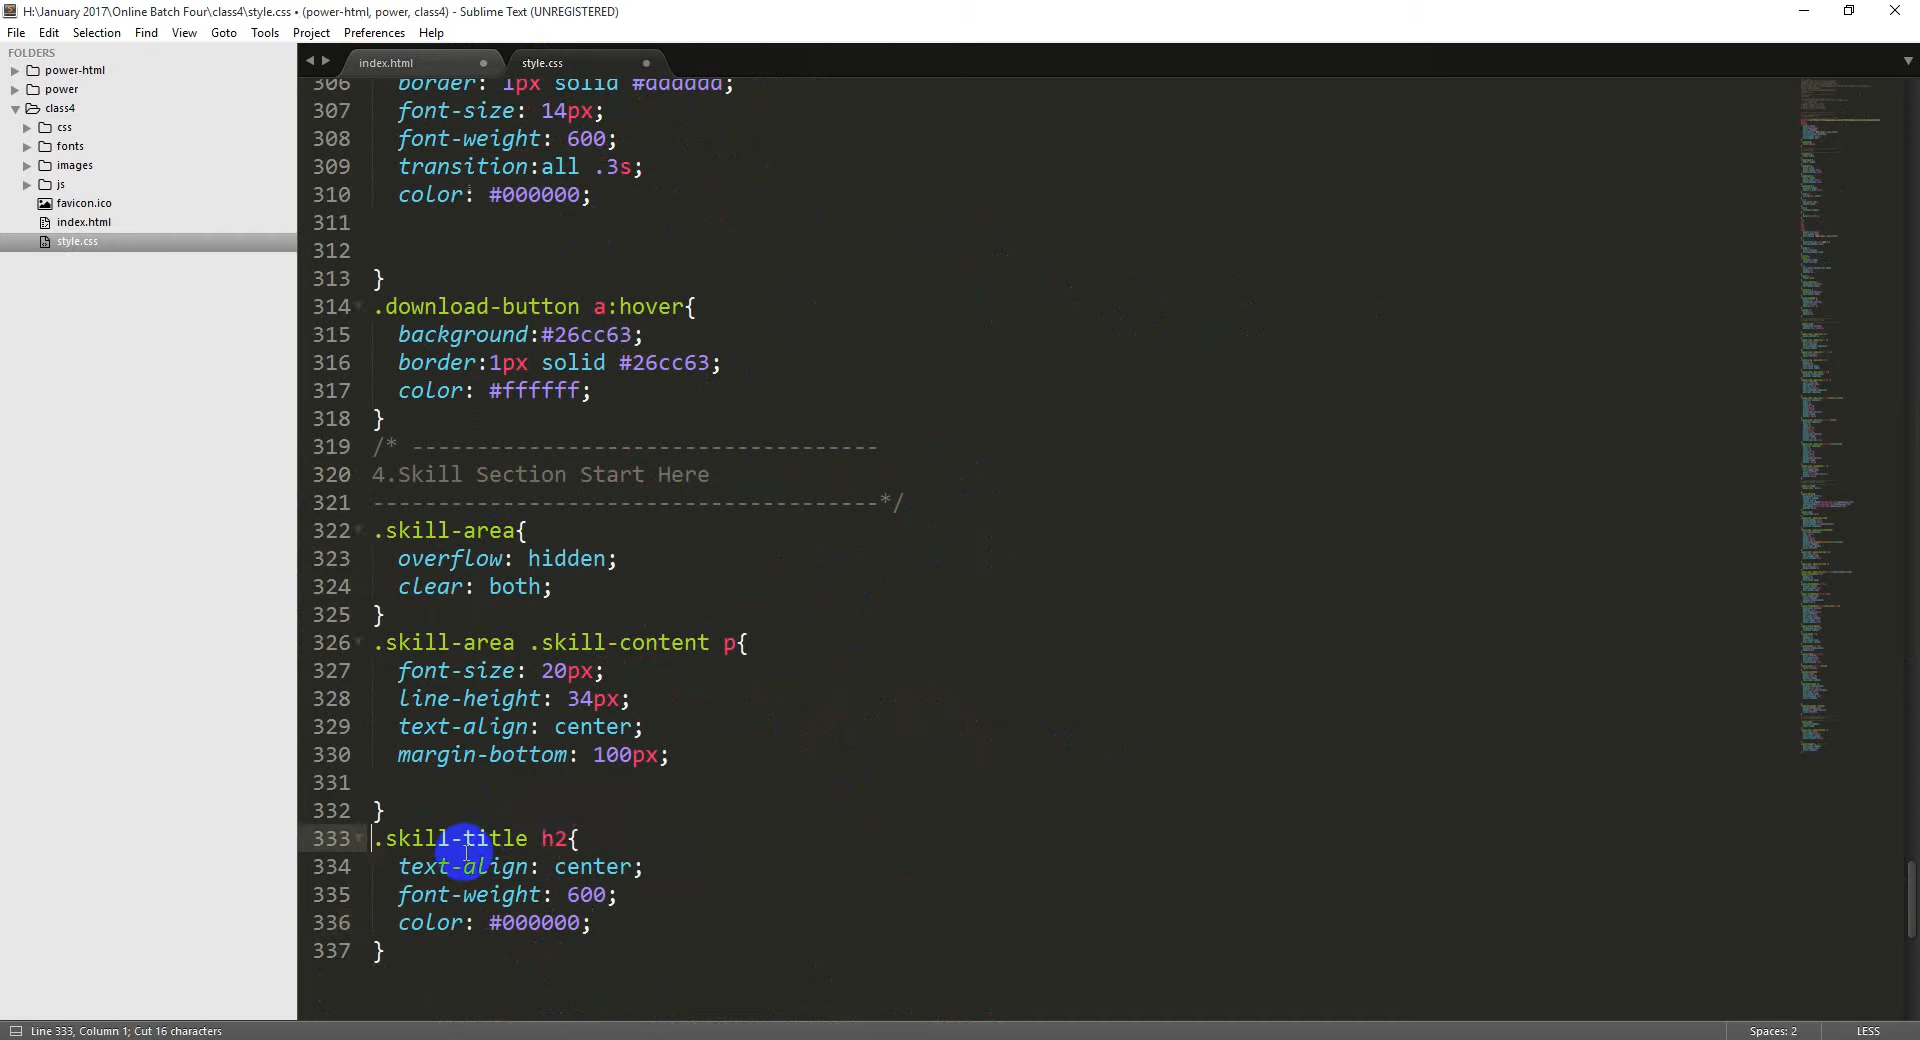 H:\January 2017\Online Batch Four\class4\style.css • (power-html, power, class4) - Sublime Text (UNREGISTERED)
File Edit Selection Find View Goto Tools Project Preferences Help
FOLDERS
power-html
power
class4
css
fonts
images
js
favicon.ico
index.html
style.css
index.html
style.css
306 border: 1px solid #dddddd;
307 font-size: 14px;
308 font-weight: 600;
309 transition:all .3s;
310 color: #000000;
311
312
313 }
314 .download-button a:hover{
315 background:#26cc63;
316 border:1px solid #26cc63;
317 color: #ffffff;
318 }
319 /* ------------------------------------
320 4.Skill Section Start Here
321 ---------------------------------------*/
322 .skill-area{
323 overflow: hidden;
324 clear: both;
325 }
326 .skill-area .skill-content p{
327 font-size: 20px;
328 line-height: 34px;
329 text-align: center;
330 margin-bottom: 100px;
331
332 }
333 .skill-title h2{
334 text-align: center;
335 font-weight: 600;
336 color: #000000;
337 }
Line 333, Column 1; Cut 16 characters
Spaces: 2
LESS